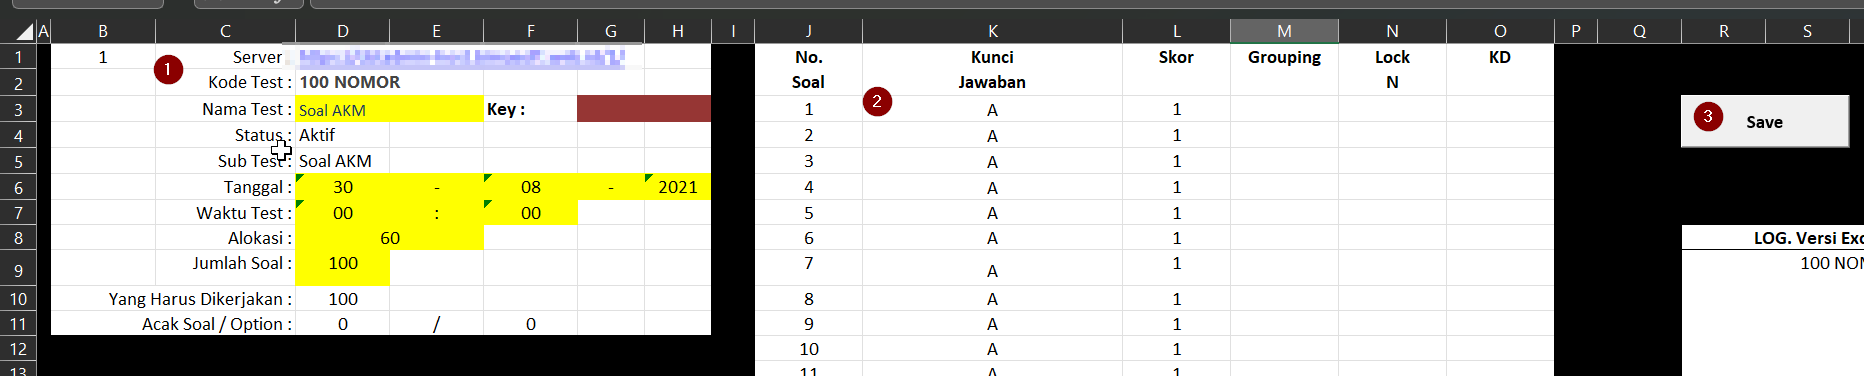 A B C D E F G H I J K L M N O P Q R S
1 1 1 Server No. Kunci Skor Grouping Lock KD
2 Kode Test : 100 NOMOR Soal Jawaban N
3 Nama Test : Soal AKM Key : 1 2 A 1 3 Save
4 Status : Aktif 2 A 1
5 Sub Test : Soal AKM 3 A 1
6 Tanggal : 30 - 08 - 2021 4 A 1
7 Waktu Test : 00 : 00 5 A 1
8 Alokasi : 60 6 A 1 LOG. Versi Exc
9 Jumlah Soal : 100 7 A 1 100 NOM
10 Yang Harus Dikerjakan : 100 8 A 1
11 Acak Soal / Option : 0 / 0 9 A 1
12 10 A 1
13 11 A 1